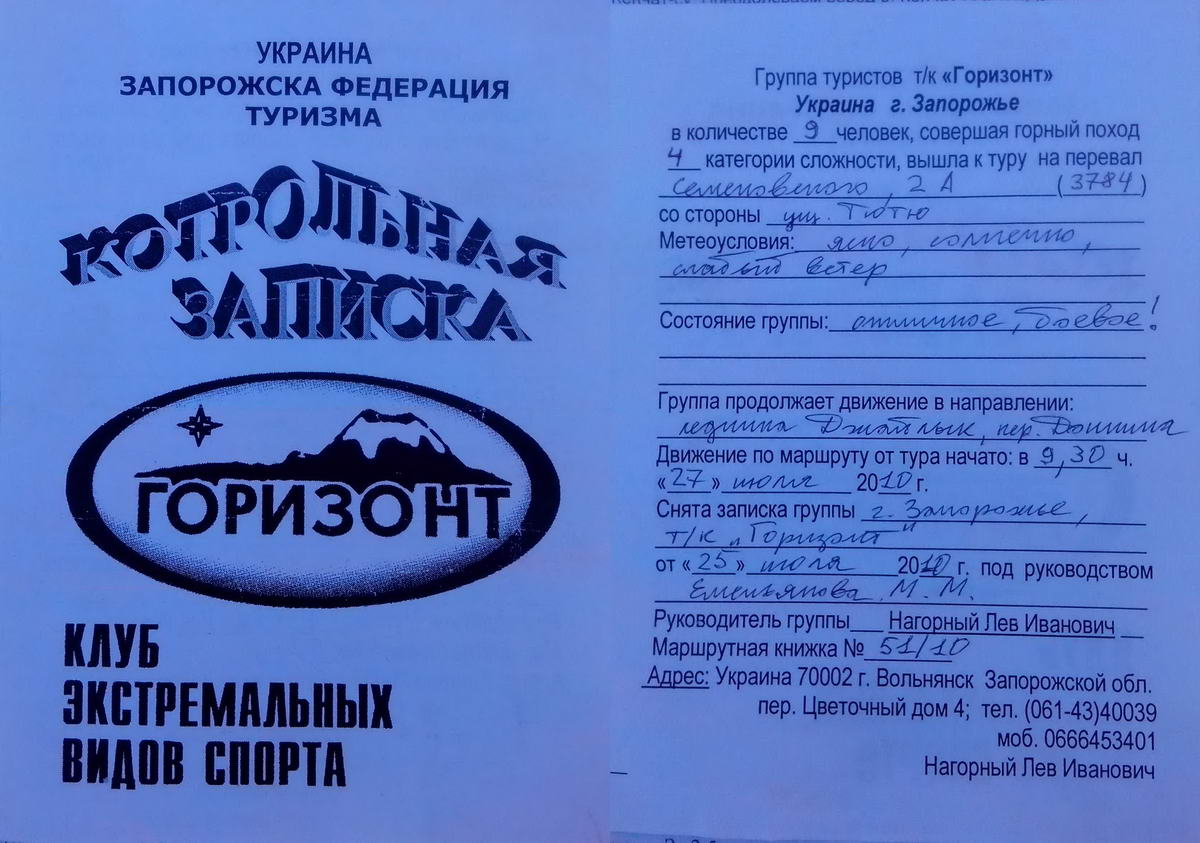 УКРАИНА
ЗАПОРОЖСКА ФЕДЕРАЦИЯ
ТУРИЗМА
КОТРОЛЬНАЯ
ЗАПИСКА
ГОРИЗОНТ
КЛУБ
ЭКСТРЕМАЛЬНЫХ
ВИДОВ СПОРТА
Группа туристов т/к «Горизонт»
Украина г. Запорожье
в количестве 9 человек, совершая горный поход
4 категории сложности, вышла к туру на перевал
Семеновского, 2 А (3784)
со стороны ущ. Тютю
Метеоусловия: ясно, солнечно,
слабый ветер
Состояние группы: отличное, боевое!
Группа продолжает движение в направлении:
ледника Джайлык, пер.
Движение по маршруту от тура начато: в 9,30 ч.
«27» июля 2010 г.
Снята записка группы г. Запорожье,
т/к "Горизонт"
от «25» июля 2010 г. под руководством
Емельянова М. М.
Руководитель группы Нагорный Лев Иванович
Маршрутная книжка № 51/10
Адрес: Украина 70002 г. Вольнянск Запорожской обл.
пер. Цветочный дом 4; тел. (061-43)40039
моб. 0666453401
Нагорный Лев Иванович